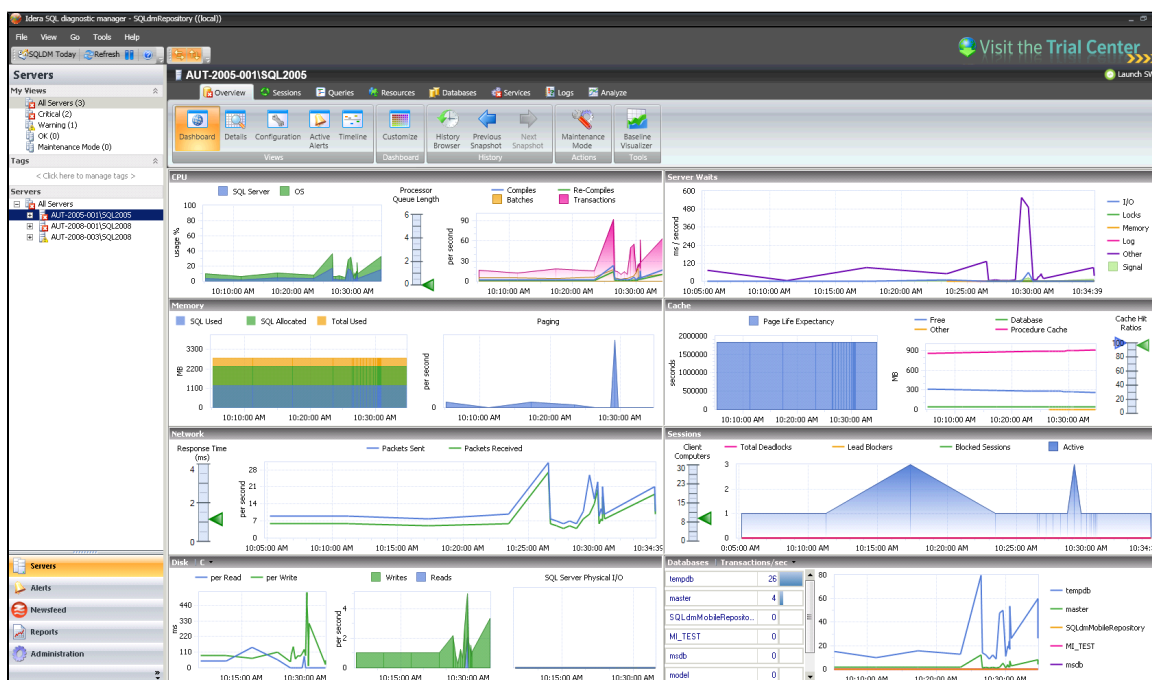 Idera SQL diagnostic manager - SQLdmRepository ((local))
File View Go Tools Help
SQLDM Today Refresh
Visit the Trial Center
Servers
AUT-2005-001\SQL2005
Launch SW
My Views
All Servers (3)
Critical (2)
Warning (1)
OK (0)
Maintenance Mode (0)
Tags
< Click here to manage tags >
Servers
All Servers
AUT-2005-001\SQL2005
AUT-2008-001\SQL2008
AUT-2008-003\SQL2008
Overview Sessions Queries Resources Databases Services Logs Analyze
Dashboard Details Configuration Active Alerts Timeline Customize History Browser Previous Snapshot Next Snapshot Maintenance Mode Baseline Visualizer
Views Dashboard History Actions Tools
CPU
SQL Server OS
usage %
100
80
60
40
20
0
10:10:00 AM 10:20:00 AM 10:30:00 AM
Processor Queue Length
6
4
2
0
Compiles Re-Compiles
Batches Transactions
per second
90
60
30
0
10:10:00 AM 10:20:00 AM 10:30:00 AM
Server Waits
ms / second
600
480
360
240
120
0
10:05:00 AM 10:10:00 AM 10:15:00 AM 10:20:00 AM 10:25:00 AM 10:30:00 AM 10:34:39
I/O
Locks
Memory
Log
Other
Signal
Memory
SQL Used SQL Allocated Total Used
MB
3300
2200
1100
0
10:10:00 AM 10:20:00 AM 10:30:00 AM
Paging
per second
0
10:10:00 AM 10:20:00 AM 10:30:00 AM
Cache
Page Life Expectancy
seconds
2000000
1500000
1000000
500000
0
10:10:00 AM 10:20:00 AM 10:30:00 AM
Free Database
Other Procedure Cache
MB
900
600
300
0
10:10:00 AM 10:20:00 AM 10:30:00 AM
Cache Hit Ratios
80
60
40
20
0
Network
Response Time (ms)
4
2
0
Packets Sent Packets Received
per second
28
21
14
7
0
10:05:00 AM 10:10:00 AM 10:15:00 AM 10:20:00 AM 10:25:00 AM 10:30:00 AM 10:34:39
Sessions
Client Computers
30
23
15
8
0
Total Deadlocks Lead Blockers Blocked Sessions Active
3
2
1
0
0:05:00 AM 10:10:00 AM 10:15:00 AM 10:20:00 AM 10:25:00 AM 10:30:00 AM 10:34:
Disk C
per Read per Write
ms
440
330
220
110
0
10:15:00 AM 10:30:00 AM
Writes Reads
per second
4
2
0
10:15:00 AM 10:30:00 AM
SQL Server Physical I/O
10:15:00 AM 10:30:00 AM
Databases Transactions/sec
tempdb 26
master 4
SQLdmMobileReposito... 0
MI_TEST 0
msdb 0
model 0
80
60
40
20
0
10:10:00 AM 10:20:00 AM 10:30:00 AM
tempdb
master
SQLdmMobileRepository
MI_TEST
msdb
Servers
Alerts
Newsfeed
Reports
Administration